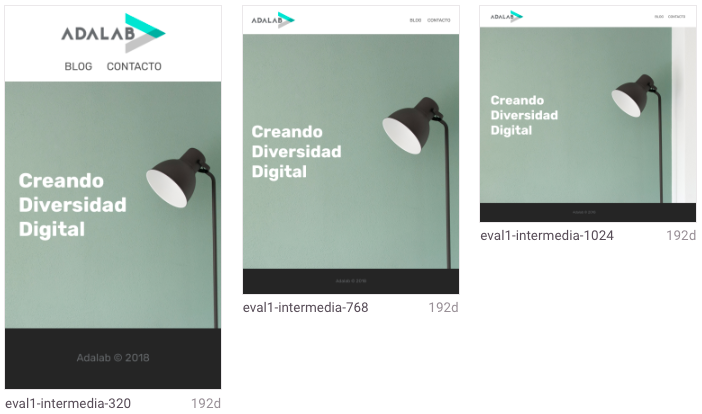 ADALAB
BLOG CONTACTO
Creando
Diversidad
Digital
Adalab © 2018
eval1-intermedia-320 192d
ADALAB
BLOG CONTACTO
Creando
Diversidad
Digital
Adalab © 2018
eval1-intermedia-768 192d
ADALAB
BLOG CONTACTO
Creando
Diversidad
Digital
Adalab © 2018
eval1-intermedia-1024 192d